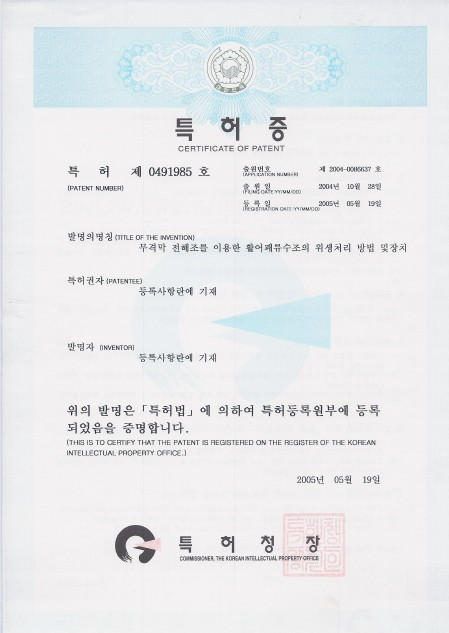 특허증
CERTIFICATE OF PATENT
특 허 제 0491985 호
(PATENT NUMBER)
출원번호 제 2004-0086637 호
(APPLICATION NUMBER)
출 원 일 2004년 10월 28일
(FILING DATE:YY/MM/DD)
등 록 일 2005년 05월 19일
(REGISTRATION DATE:YY/MM/DD)
발명의명칭 (TITLE OF THE INVENTION)
무격막 전해조를 이용한 활어패류수조의 위생처리 방법 및장치
특허권자 (PATENTEE)
등록사항란에 기재
발명자 (INVENTOR)
등록사항란에 기재
위의 발명은 「특허법」에 의하여 특허등록원부에 등록
되었음을 증명합니다.
(THIS IS TO CERTIFY THAT THE PATENT IS REGISTERED ON THE REGISTER OF THE KOREAN
INTELLECTUAL PROPERTY OFFICE.)
2005년 05월 19일
특 허 청 장
COMMISSIONER, THE KOREAN INTELLECTUAL PROPERTY OFFICE